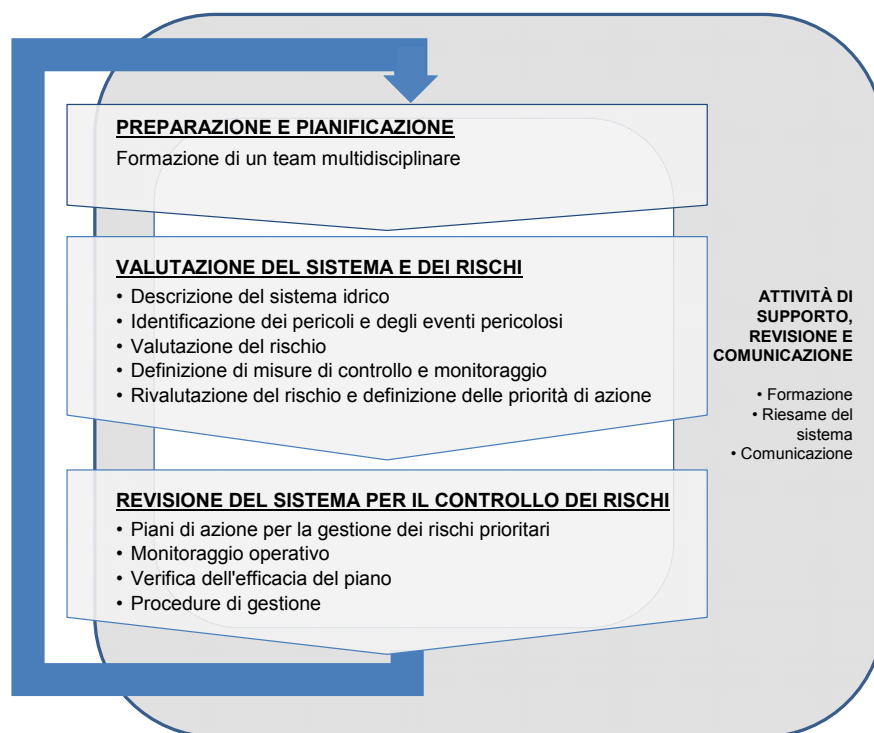 PREPARAZIONE E PIANIFICAZIONE
Formazione di un team multidisciplinare
VALUTAZIONE DEL SISTEMA E DEI RISCHI
• Descrizione del sistema idrico
• Identificazione dei pericoli e degli eventi pericolosi
• Valutazione del rischio
• Definizione di misure di controllo e monitoraggio
• Rivalutazione del rischio e definizione delle priorità di azione
REVISIONE DEL SISTEMA PER IL CONTROLLO DEI RISCHI
• Piani di azione per la gestione dei rischi prioritari
• Monitoraggio operativo
• Verifica dell'efficacia del piano
• Procedure di gestione
ATTIVITÀ DI
SUPPORTO,
REVISIONE E
COMUNICAZIONE
• Formazione
• Riesame del
sistema
• Comunicazione